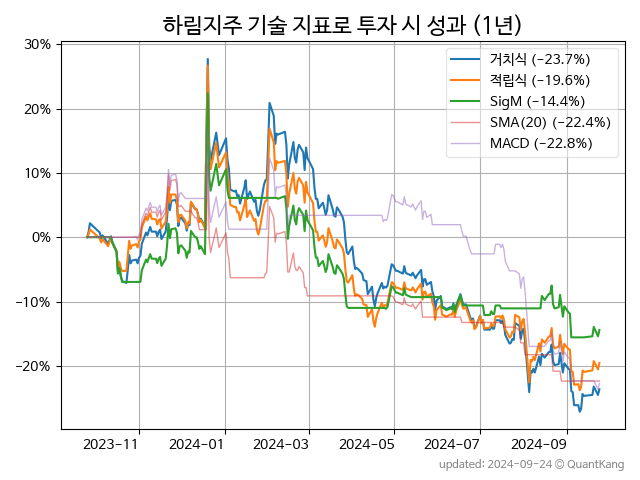 하림지주 기술 지표로 투자 시 성과 (1년)
30%
20%
10%
0%
−10%
−20%
거치식 (−23.7%)
적립식 (−19.6%)
SigM (−14.4%)
SMA(20) (−22.4%)
MACD (−22.8%)
2023-11
2024-01
2024-03
2024-05
2024-07
2024-09
updated: 2024-09-24 © QuantKang